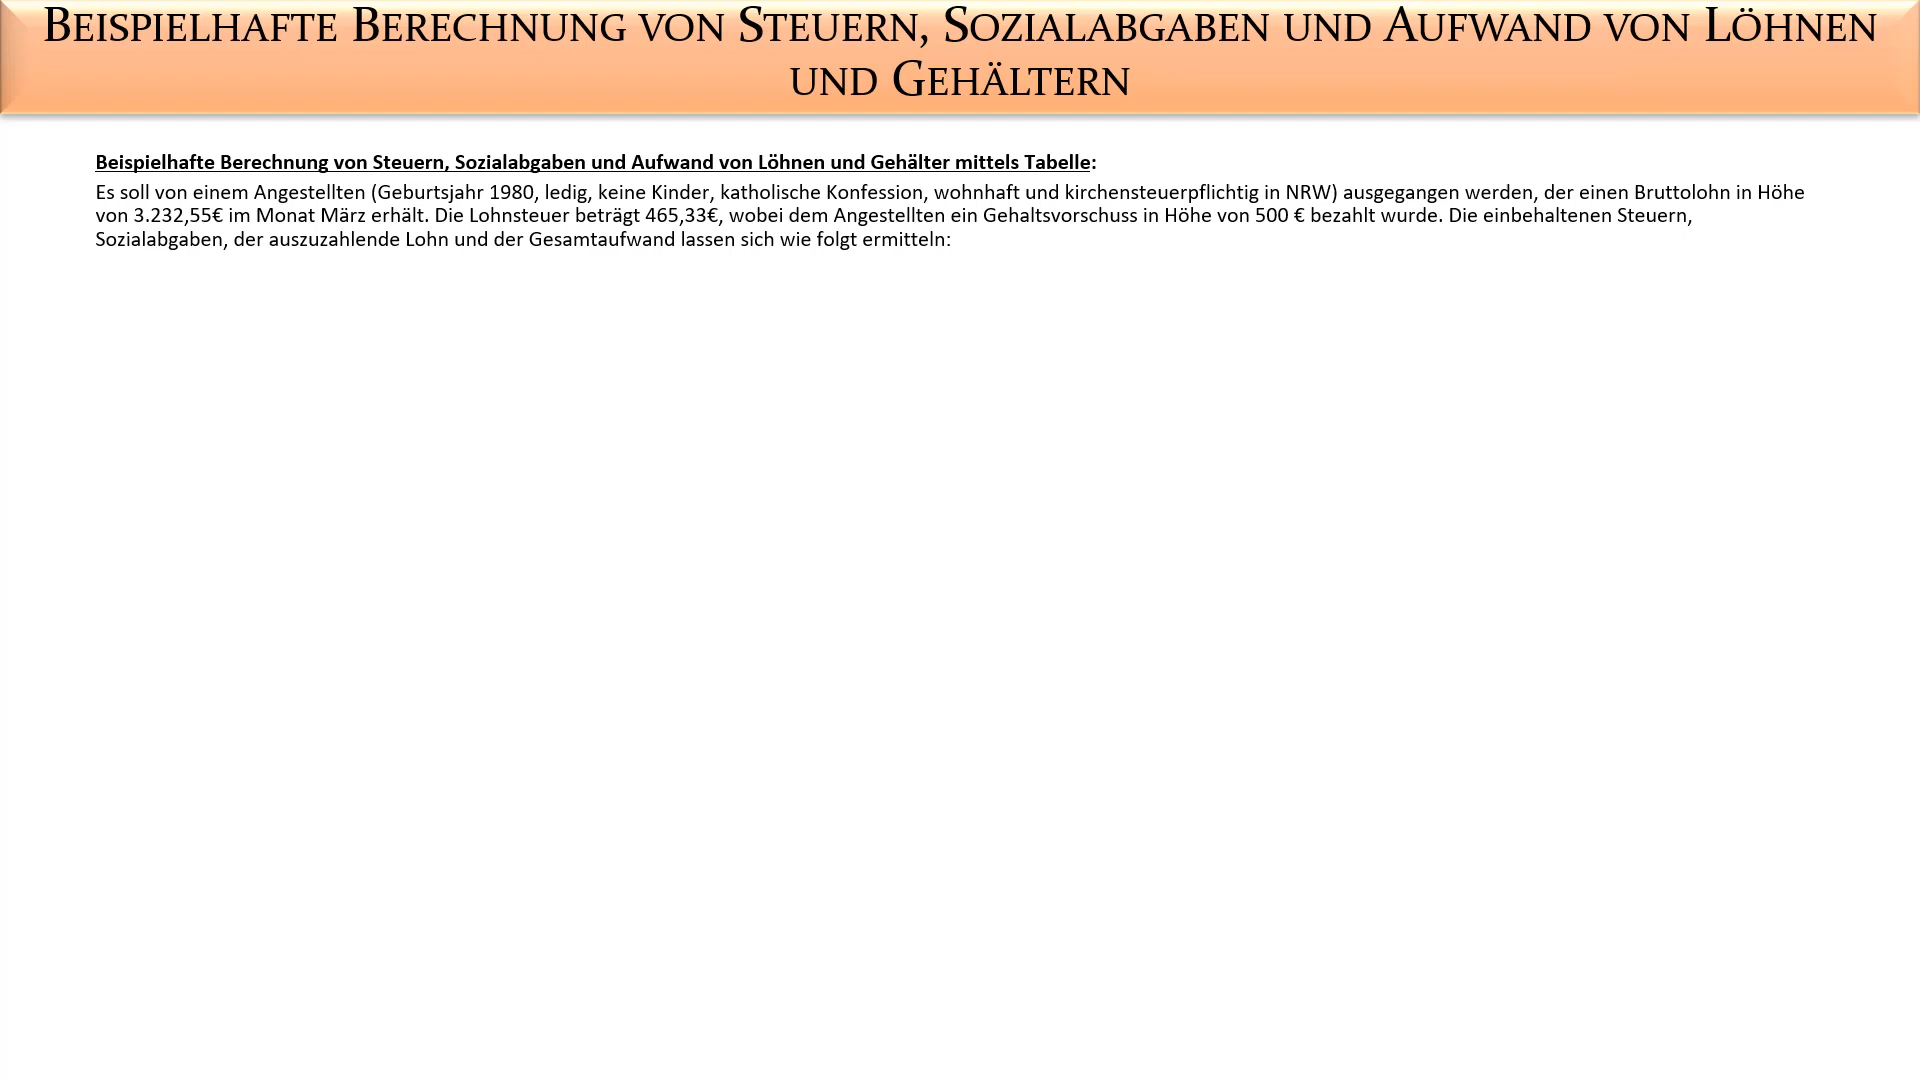 Beispielhafte Berechnung von Steuern, Sozialabgaben und Aufwand von Löhnen
und Gehältern
Beispielhafte Berechnung von Steuern, Sozialabgaben und Aufwand von Löhnen und Gehälter mittels Tabelle:
Es soll von einem Angestellten (Geburtsjahr 1980, ledig, keine Kinder, katholische Konfession, wohnhaft und kirchensteuerpflichtig in NRW) ausgegangen werden, der einen Bruttolohn in Höhe
von 3.232,55€ im Monat März erhält. Die Lohnsteuer beträgt 465,33€, wobei dem Angestellten ein Gehaltsvorschuss in Höhe von 500 € bezahlt wurde. Die einbehaltenen Steuern,
Sozialabgaben, der auszuzahlende Lohn und der Gesamtaufwand lassen sich wie folgt ermitteln: